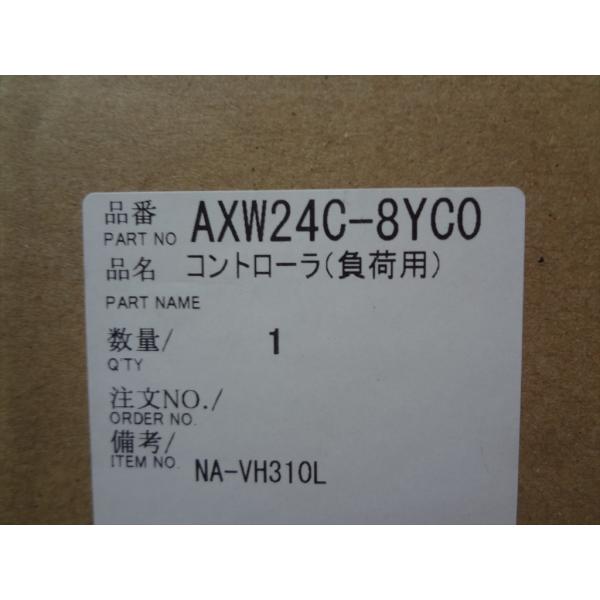 品番 AXW24C-8YC0
PART NO
品名 コントローラ(負荷用)
PART NAME
数量/ 1
Q'TY
注文NO./
ORDER NO.
備考/
ITEM NO. NA-VH310L